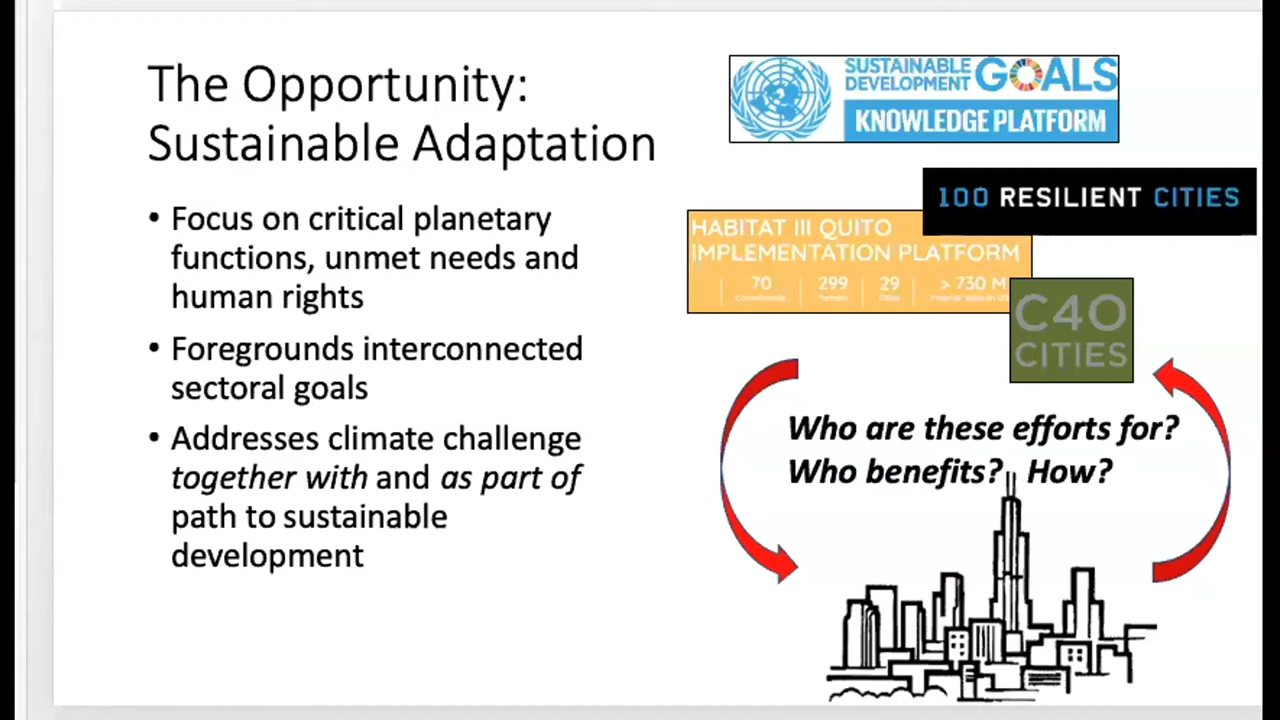 The Opportunity:
Sustainable Adaptation
• Focus on critical planetary
functions, unmet needs and
human rights
• Foregrounds interconnected
sectoral goals
• Addresses climate challenge
together with and as part of
path to sustainable
development
SUSTAINABLE
DEVELOPMENT GOALS
KNOWLEDGE PLATFORM
100 RESILIENT CITIES
HABITAT III QUITO
IMPLEMENTATION PLATFORM
70 299 29 > 730 M
C40
CITIES
Who are these efforts for?
Who benefits? How?